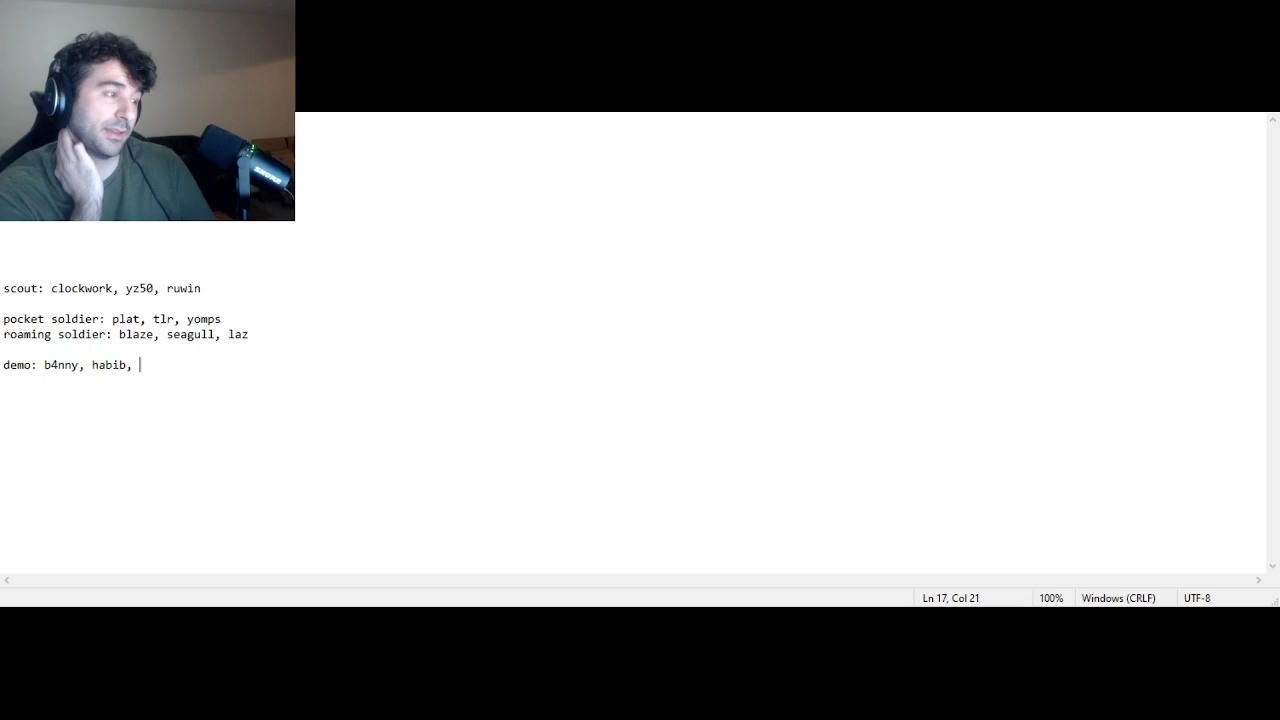 SHURE
scout: clockwork, yz50, ruwin
pocket soldier: plat, tlr, yomps
roaming soldier: blaze, seagull, laz
demo: b4nny, habib,
Ln 17, Col 21
100%
Windows (CRLF)
UTF-8